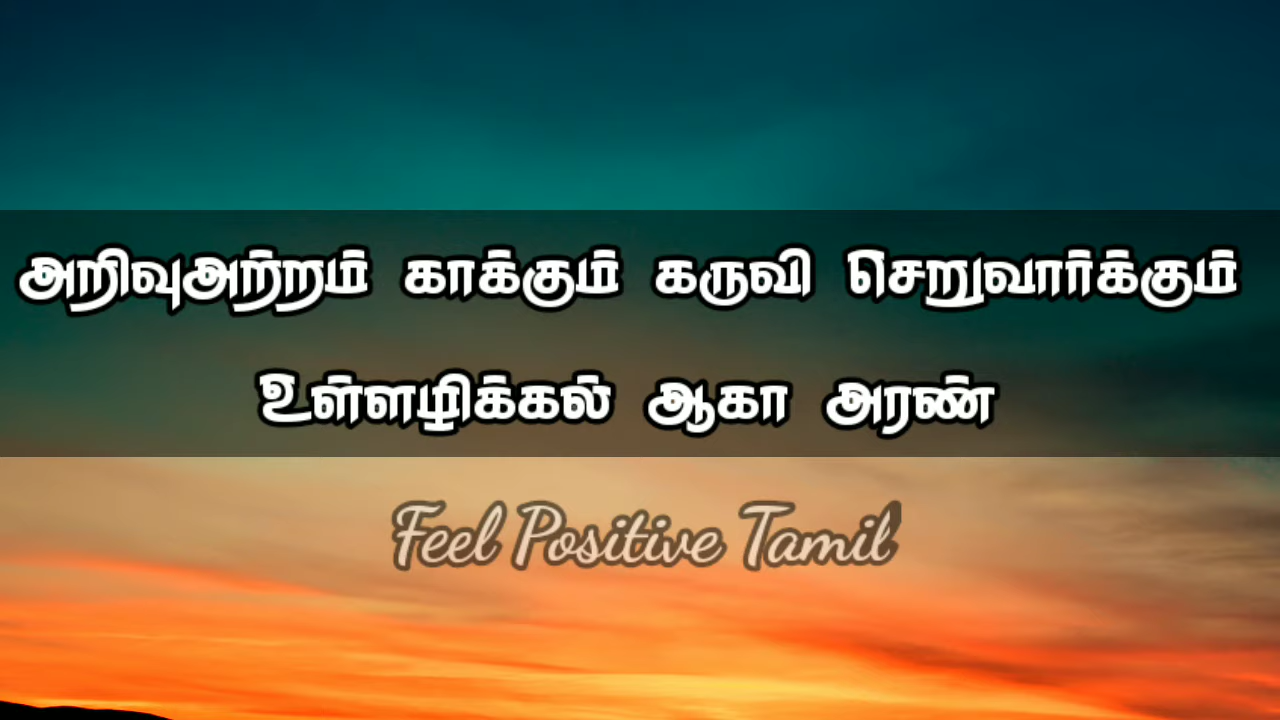 அறிவுஅற்றம் காக்கும் கருவி செறுவார்க்கும்
உள்ளழிக்கல் ஆகா அரண்
Feel Positive Tamil